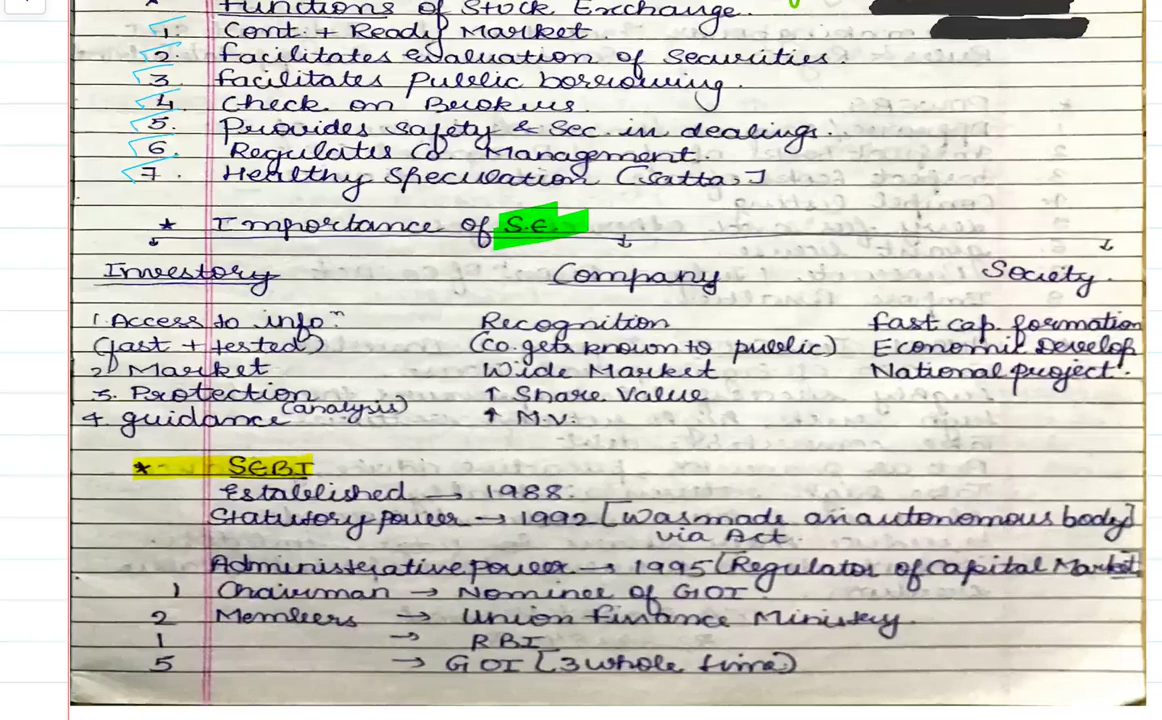 * Functions of Stock Exchange.
1. Cont. + Ready Market.
2. Facilitates evaluation of Securities.
3. Facilitates Public borrowing.
4. Check on Brokers.
5. Provides safety & Sec. in dealings.
6. Regulates Co. Management.
7. Healthy Speculation (Satta)
* Importance of S.E.
Investory Company Society.
1. Access to infoⁿ Recognition fast cap. formation
(fast + tested) (co. gets known to public) Economic Develop
2) Market Wide Market National project.
3. Protection ↑ Share Value
4 guidance (analysis) ↑ M.V.
* SEBI
Established → 1988.
Statutory power → 1992 [Was made an autonomous body]
via Act.
Administrative power → 1995 [Regulator of Capital Market]
1 Chairman → Nominee of GOI
2 Members → Union Finance Ministry.
1 → RBI
5 → GOI [3 whole time)